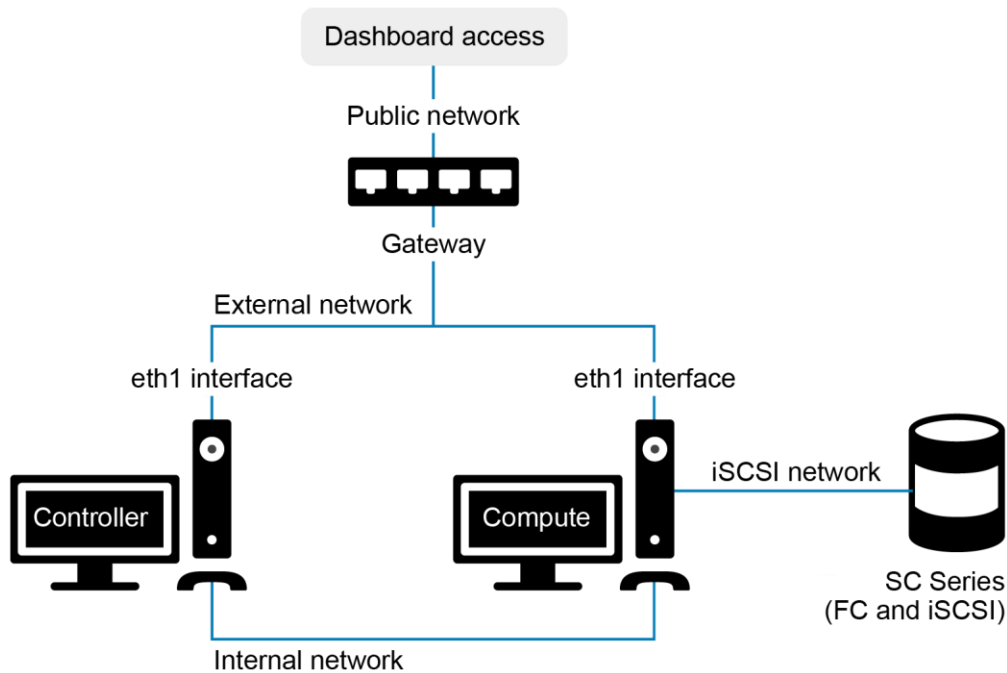 Dashboard access
Public network
Gateway
External network
eth1 interface
eth1 interface
iSCSI network
Controller
Compute
SC Series
(FC and iSCSI)
Internal network